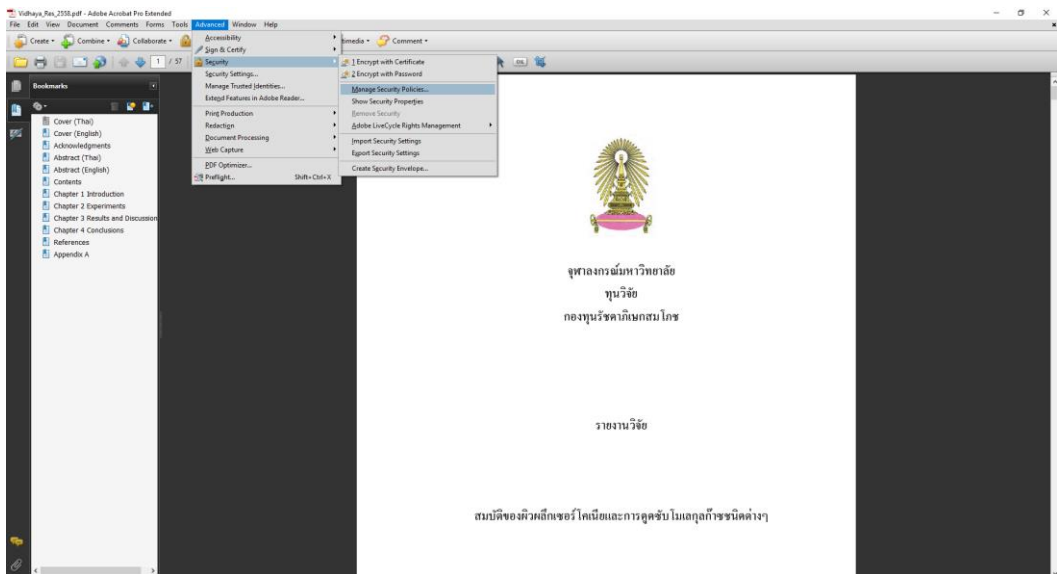 Vidhaya_Res_2558.pdf - Adobe Acrobat Pro Extended
File Edit View Document Comments Forms Tools Advanced Window Help
Create Combine Collaborate
imedia Comment
1 / 57
Accessibility
Sign & Certify
Security
Security Settings...
Manage Trusted Identities...
Extend Features in Adobe Reader...
Print Production
Redaction
Document Processing
Web Capture
PDF Optimizer...
Preflight... Shift+Ctrl+X
1 Encrypt with Certificate
2 Encrypt with Password
Manage Security Policies...
Show Security Properties
Remove Security
Adobe LiveCycle Rights Management
Import Security Settings
Export Security Settings
Create Security Envelope...
Bookmarks
Cover (Thai)
Cover (English)
Acknowledgments
Abstract (Thai)
Abstract (English)
Contents
Chapter 1 Introduction
Chapter 2 Experiments
Chapter 3 Results and Discussion
Chapter 4 Conclusions
References
Appendix A
จุฬาลงกรณ์มหาวิทยาลัย
ทุนวิจัย
กองทุนรัชดาภิเษกสมโภช
รายงานวิจัย
สมบัติของผิวผลึกเซอร์โคเนียและการดูดซับโมเลกุลก๊าซชนิดต่างๆ